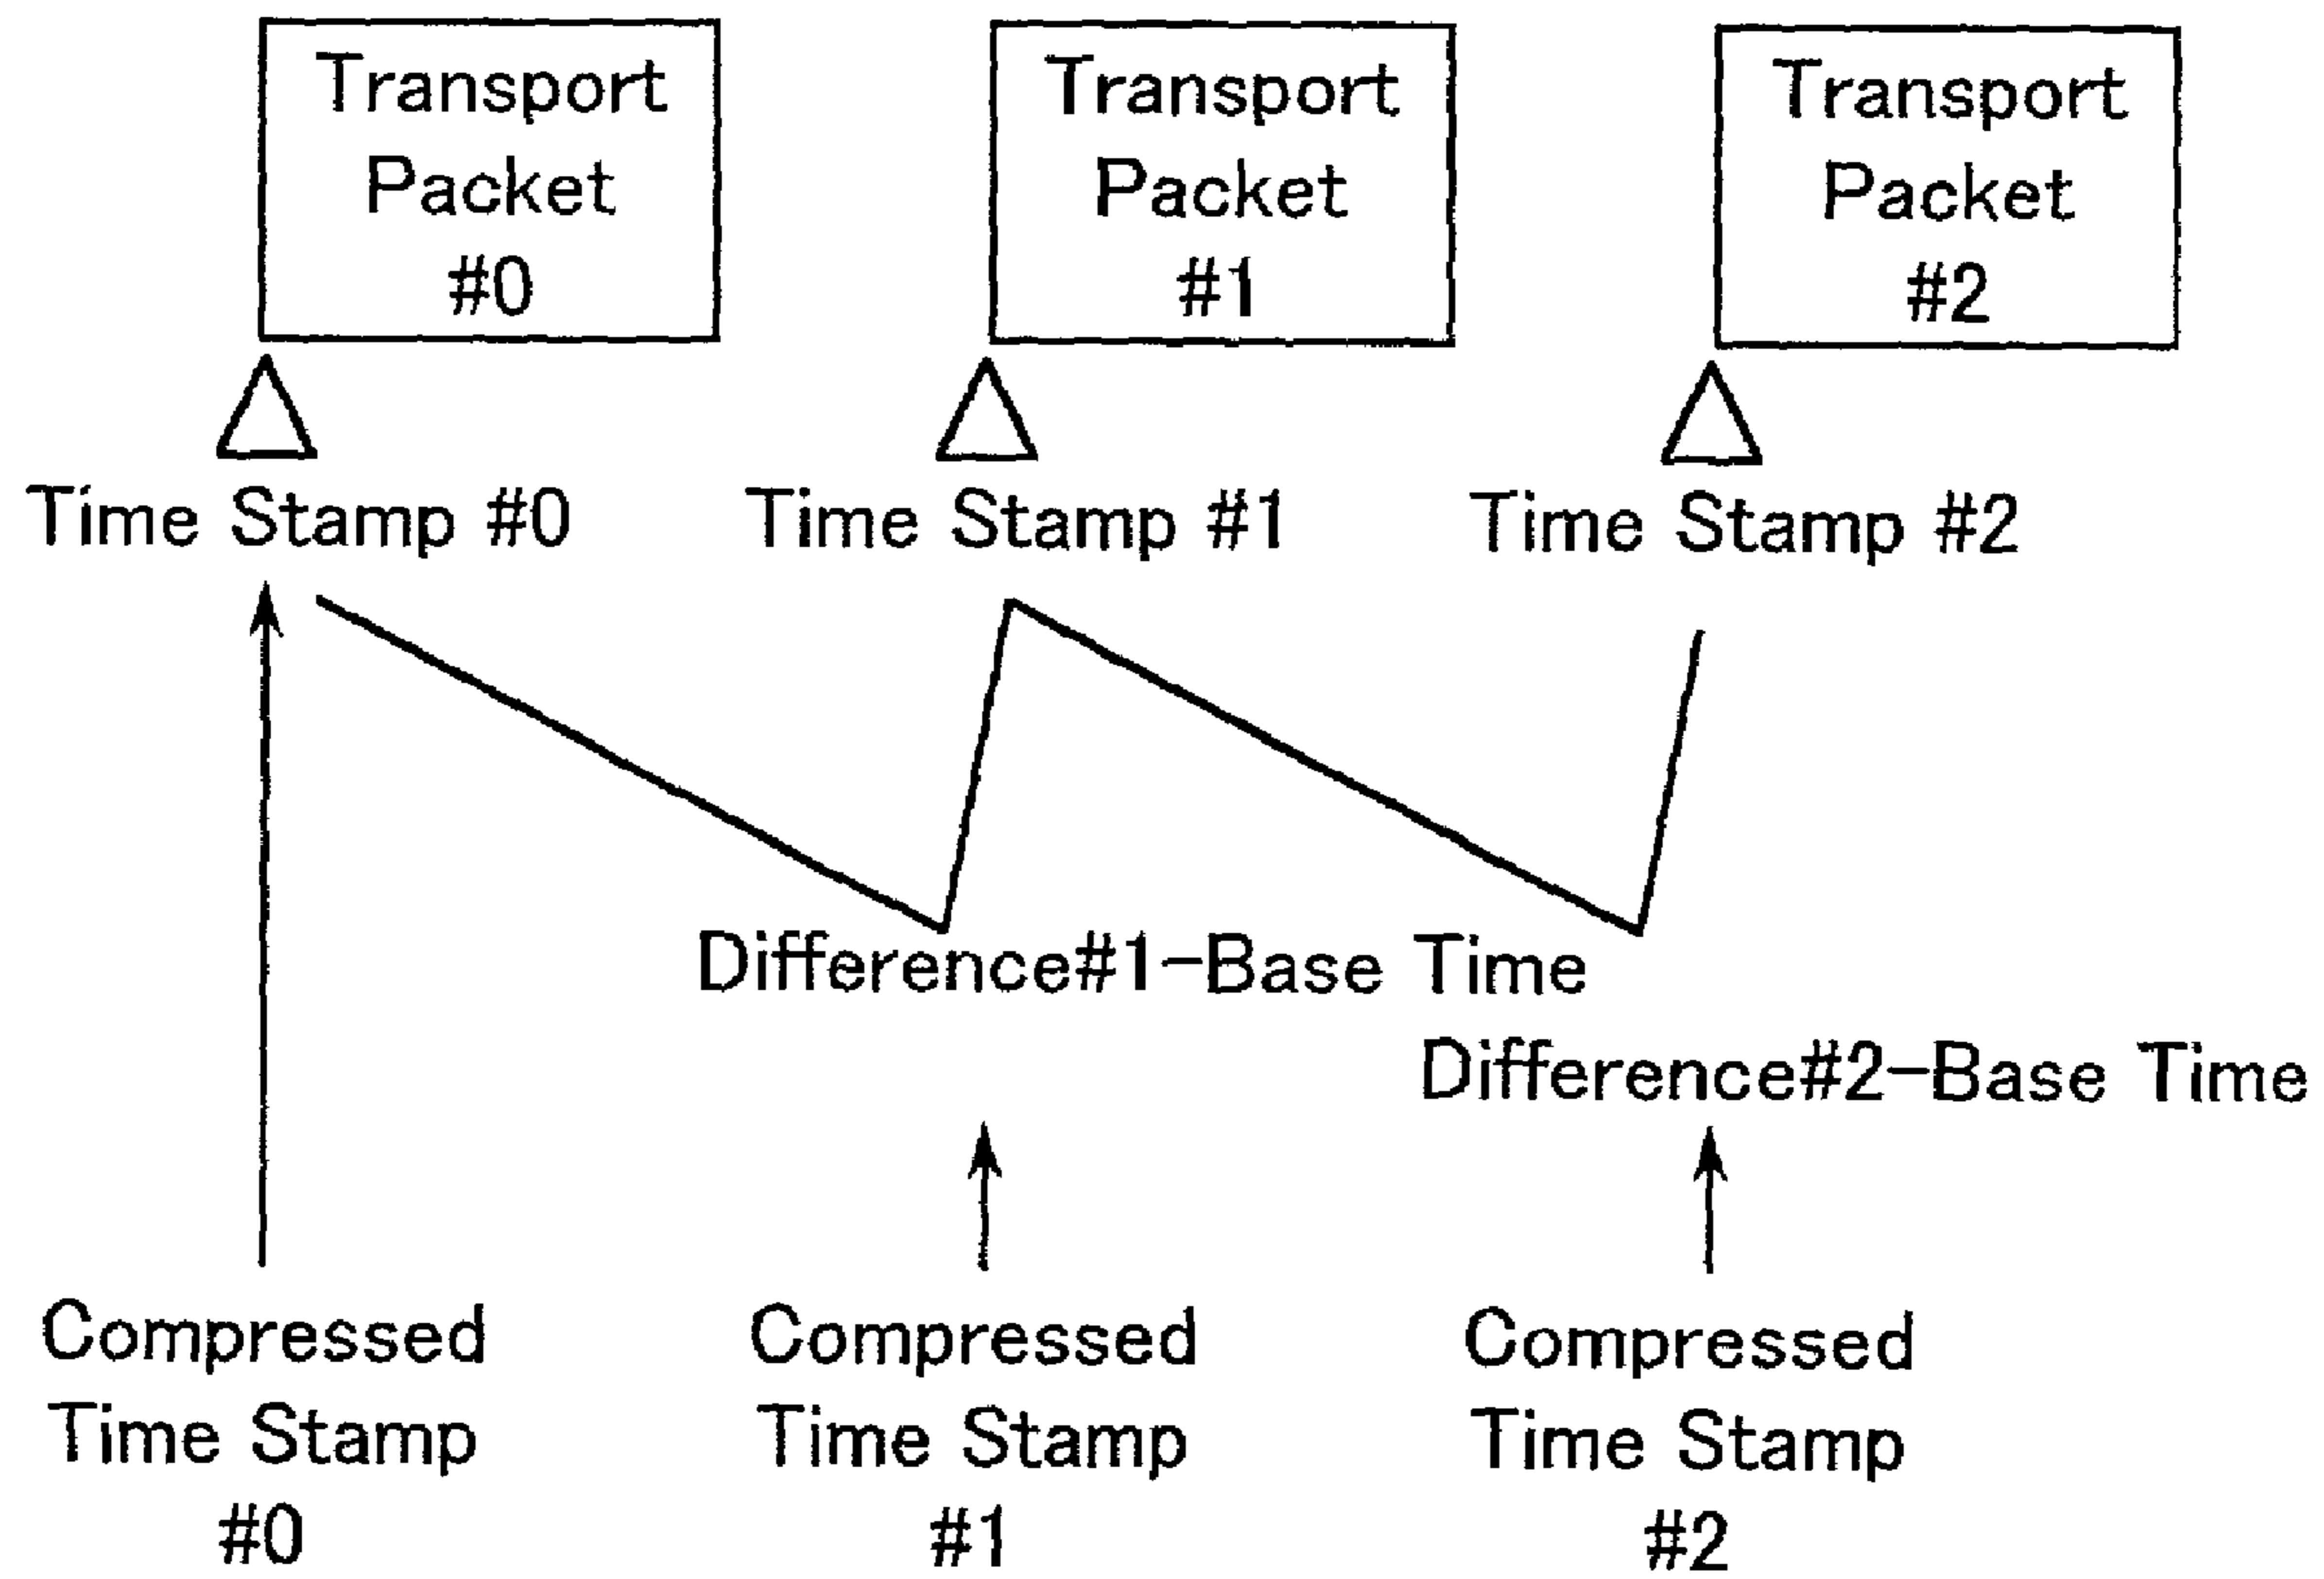 Transport
Packet
#0
Transport
Packet
#1
Transport
Packet
#2
Time Stamp #0
Time Stamp #1
Time Stamp #2
Difference#1-Base Time
Difference#2-Base Time
Compressed
Time Stamp
#0
Compressed
Time Stamp
#1
Compressed
Time Stamp
#2